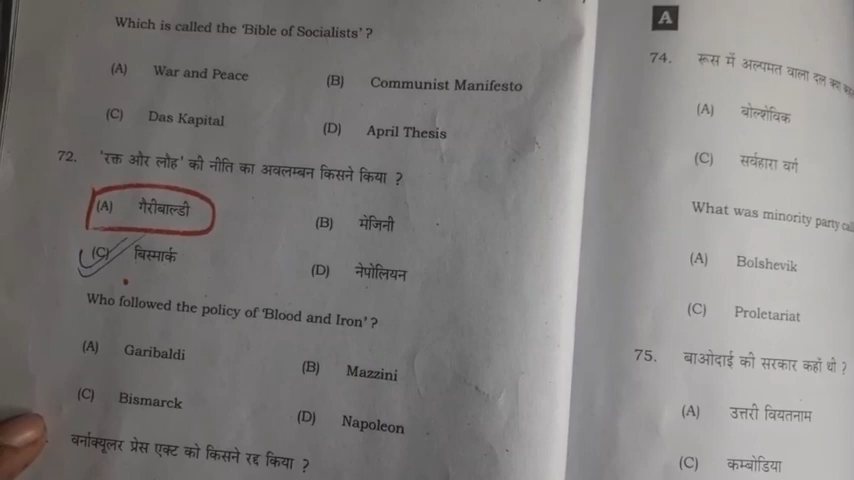 Which is called the 'Bible of Socialists'?
(A) War and Peace
(B) Communist Manifesto
(C) Das Kapital
(D) April Thesis
72. 'रक्त और लौह' की नीति का अवलम्बन किसने किया ?
(A) गैरीबाल्डी
(B) मेजिनी
(C) बिस्मार्क
(D) नेपोलियन
Who followed the policy of 'Blood and Iron'?
(A) Garibaldi
(B) Mazzini
(C) Bismarck
(D) Napoleon
वर्नाक्यूलर प्रेस एक्ट को किसने रद्द किया ?
A
74. रूस में अल्पमत वाला दल क्या
(A) बोल्शेविक
(C) सर्वहारा वर्ग
What was minority party
(A) Bolshevik
(C) Proletariat
75. बाओदाई की सरकार कहाँ थी ?
(A) उत्तरी वियतनाम
(C) कम्बोडिया